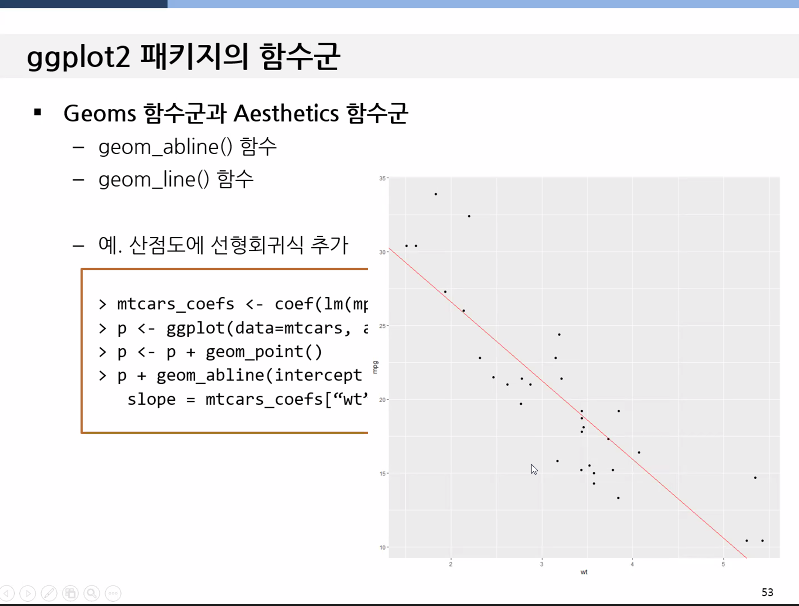 ggplot2 패키지의 함수군
▪ Geoms 함수군과 Aesthetics 함수군
– geom_abline() 함수
– geom_line() 함수
– 예. 산점도에 선형회귀식 추가
> mtcars_coefs <- coef(lm(mp
> p <- ggplot(data=mtcars, a
> p <- p + geom_point()
> p + geom_abline(intercept
slope = mtcars_coefs[“wt”
35
30
25
20
15
10
mpg
2 3 4 5
wt
53